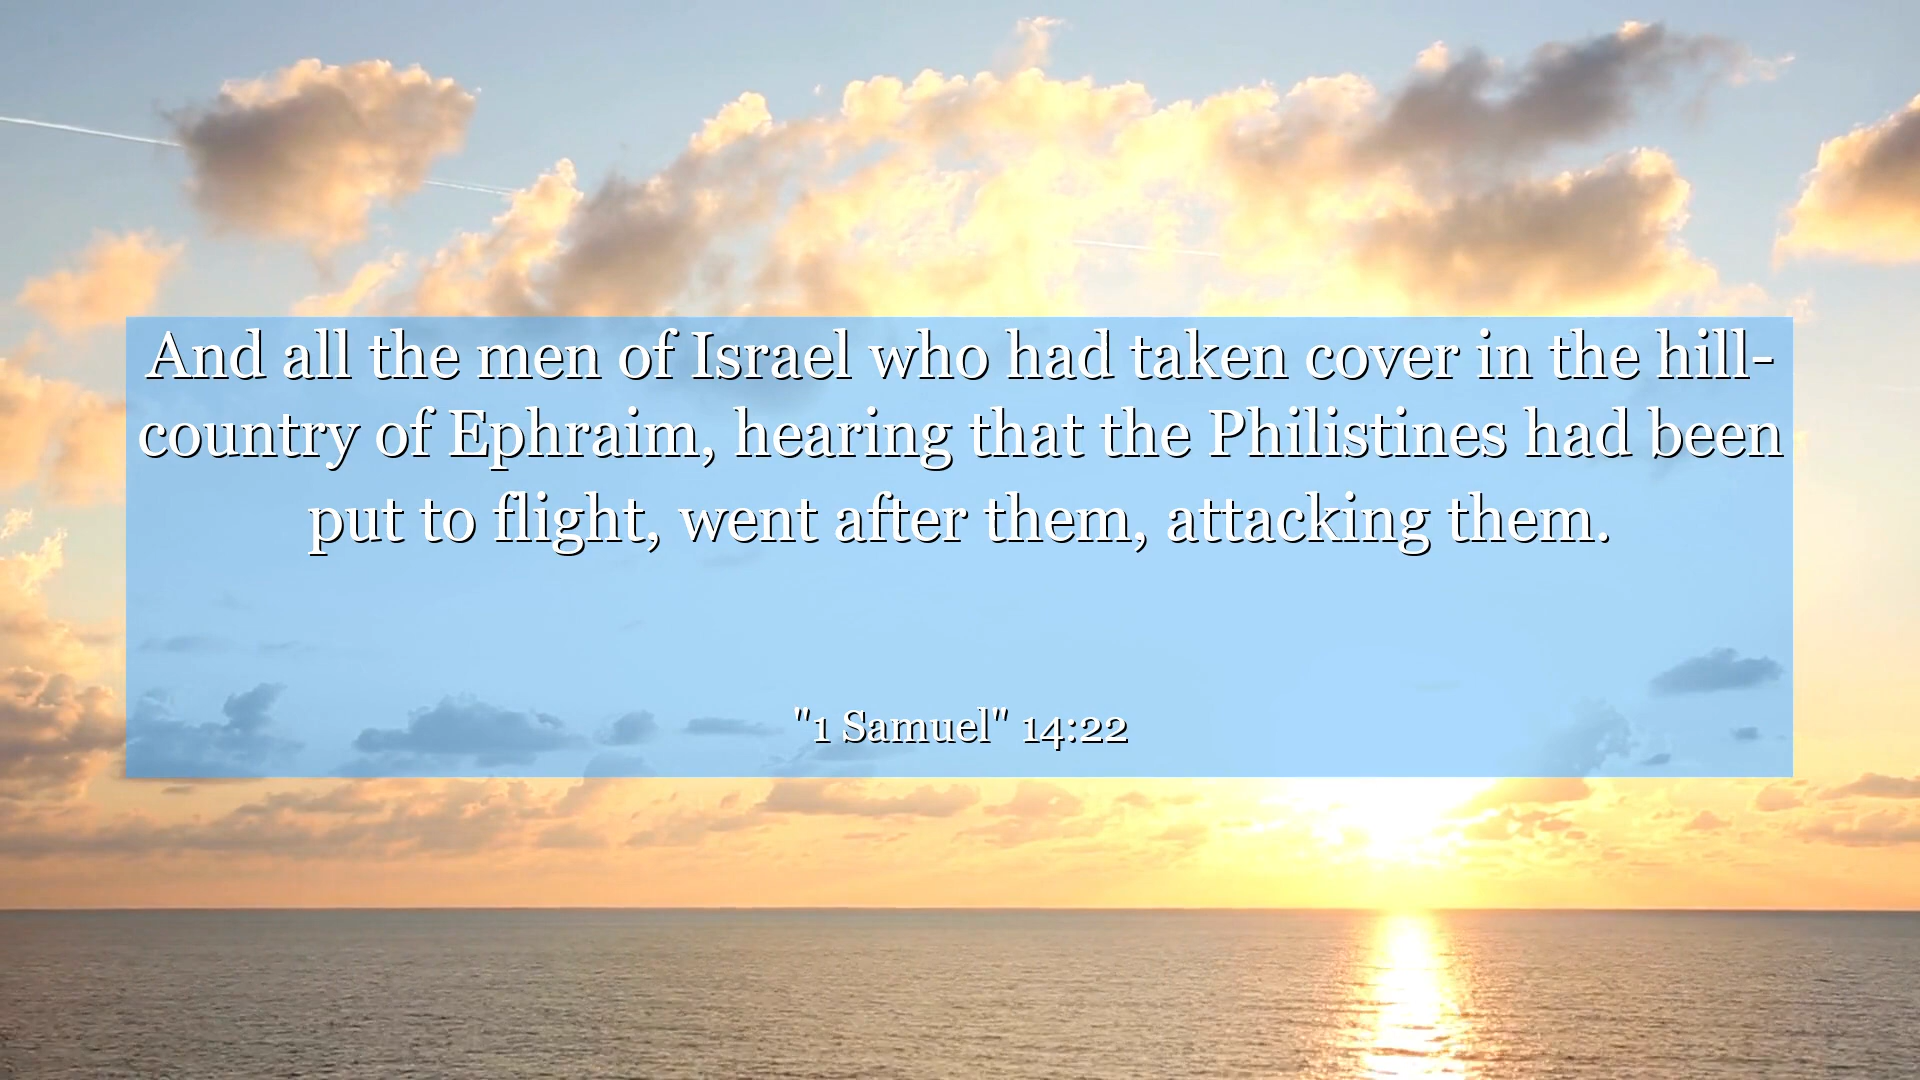 And all the men of Israel who had taken cover in the hill-
country of Ephraim, hearing that the Philistines had been
put to flight, went after them, attacking them.
"1 Samuel" 14:22